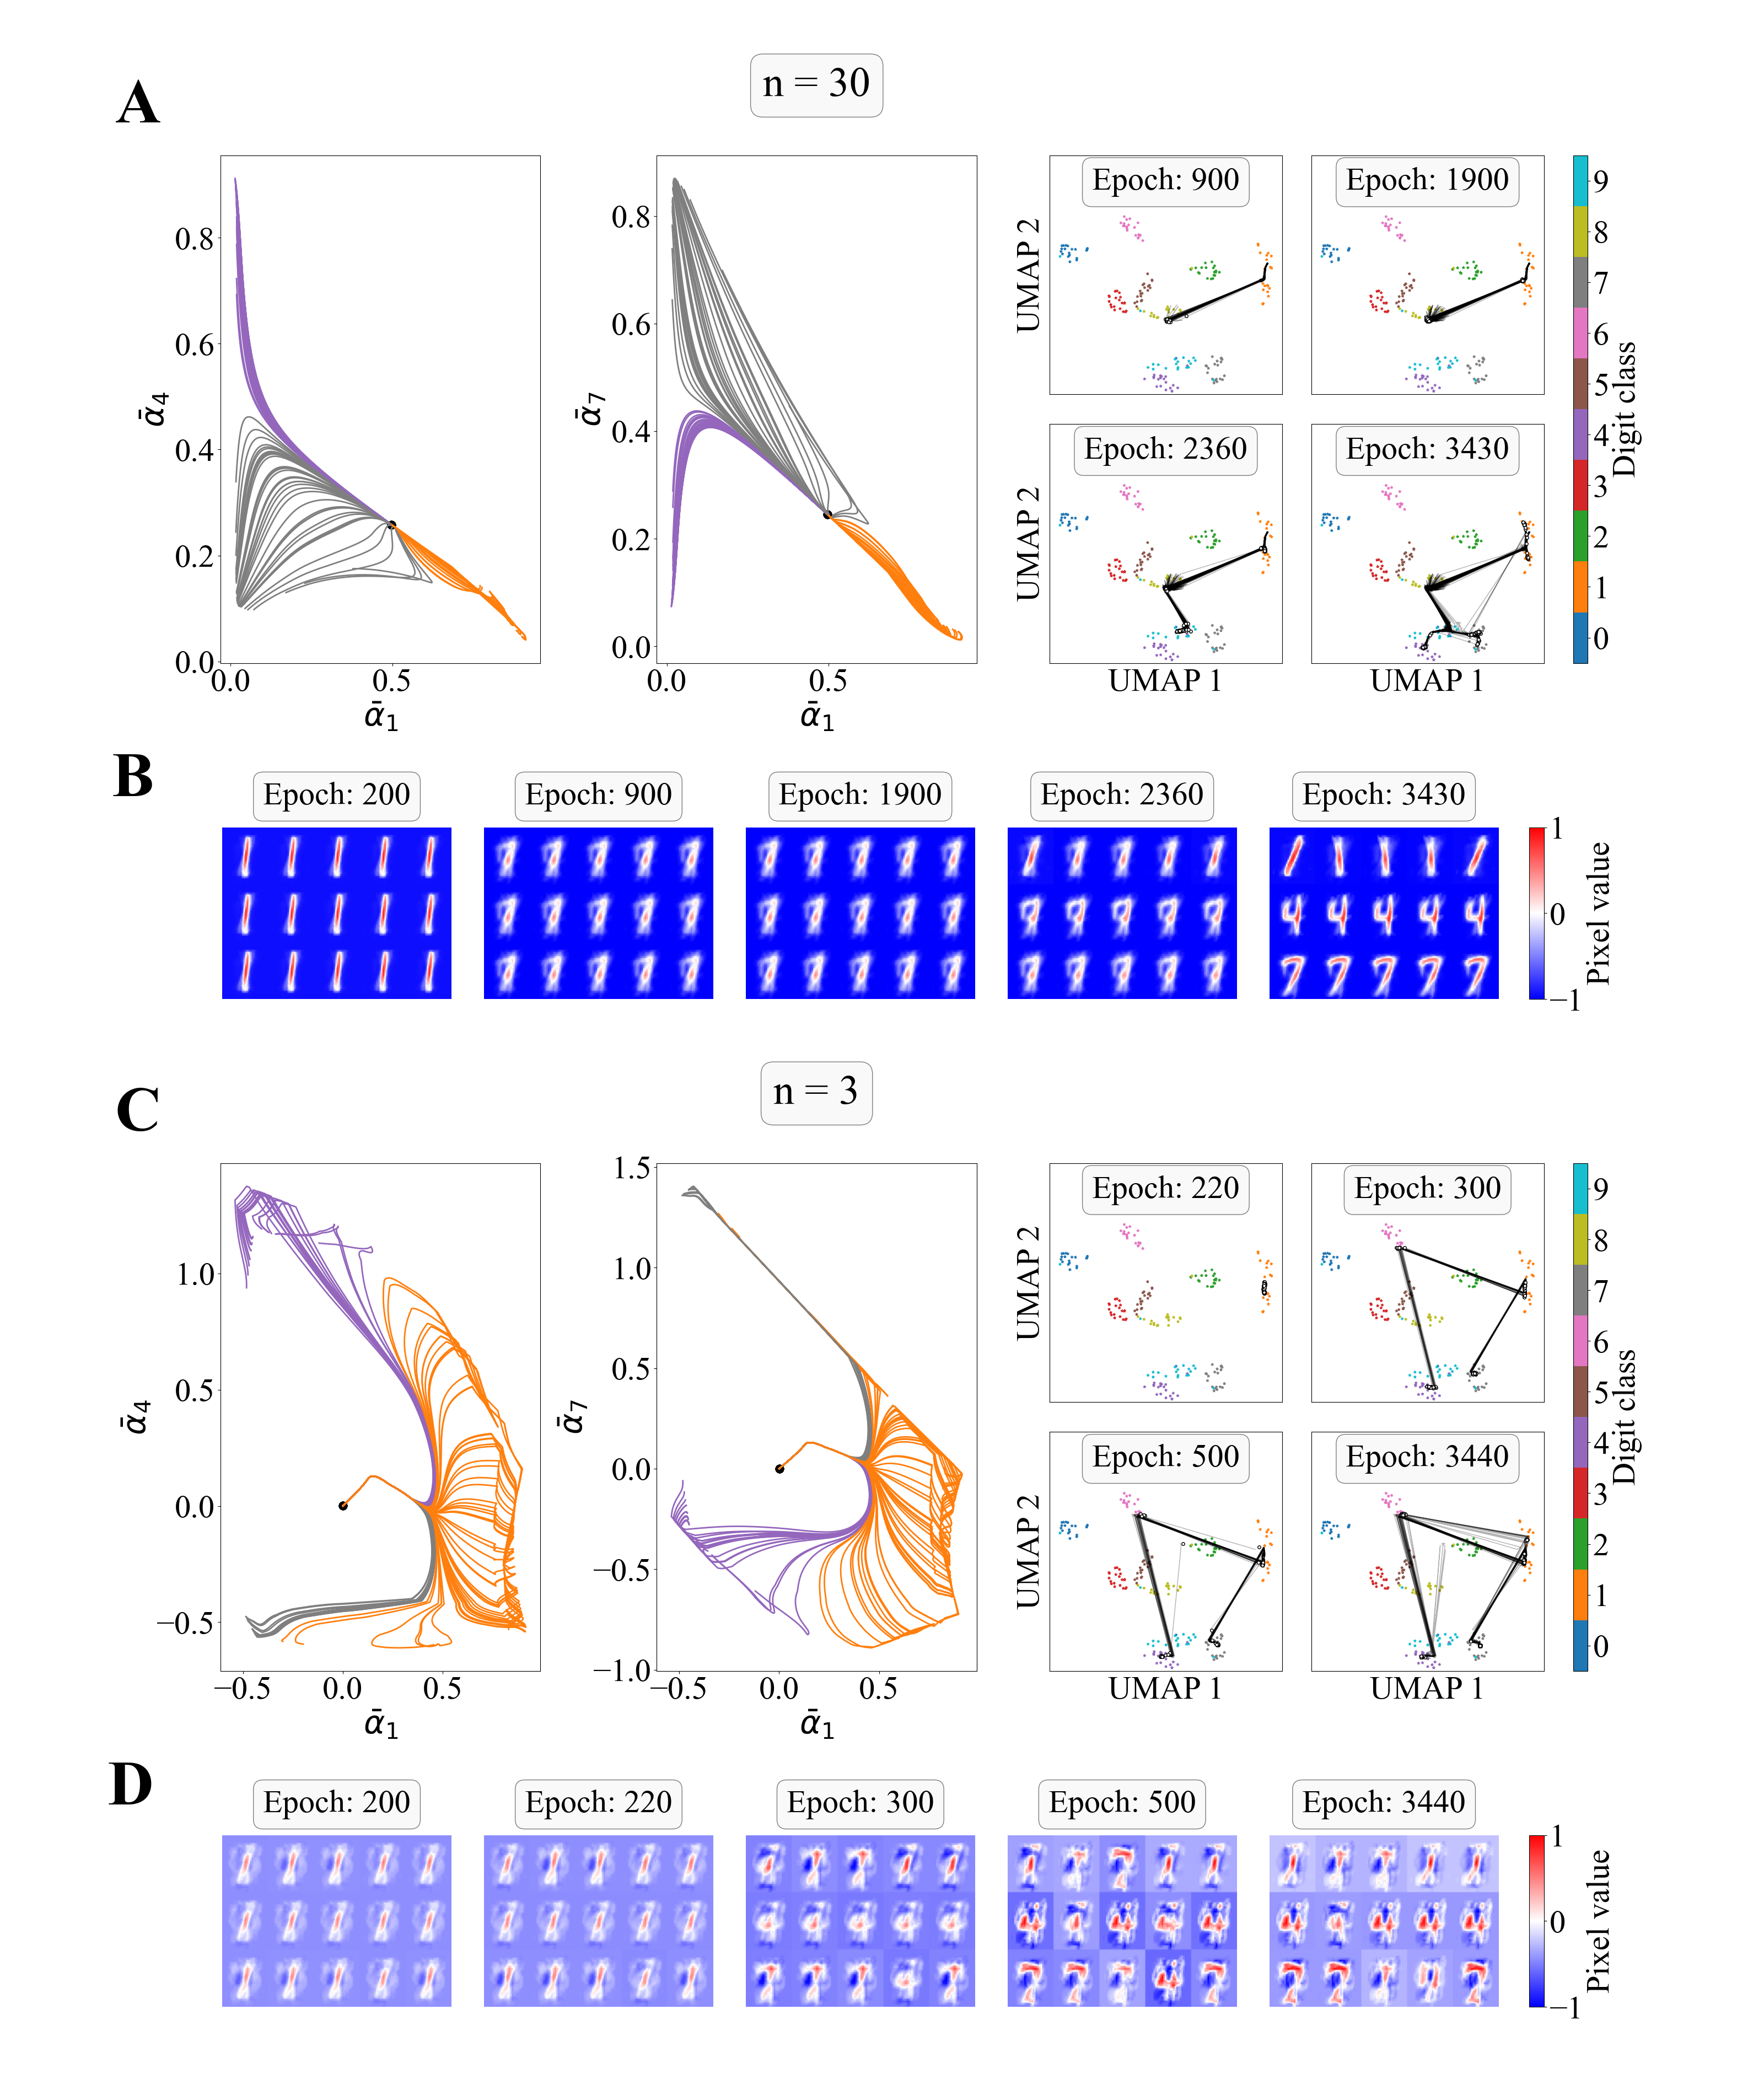 A
n = 30
0.8
0.6
0.4
0.2
0.0
0.0
0.5
ᾱ4
ᾱ1
0.8
0.6
0.4
0.2
0.0
0.0
0.5
ᾱ7
ᾱ1
Epoch: 900
Epoch: 1900
Epoch: 2360
Epoch: 3430
UMAP 2
UMAP 2
UMAP 1
UMAP 1
9
8
7
6
5
4
3
2
1
0
Digit class
B
Epoch: 200
Epoch: 900
Epoch: 1900
Epoch: 2360
Epoch: 3430
1
0
−1
Pixel value
C
n = 3
1.0
0.5
0.0
−0.5
−0.5
0.0
0.5
ᾱ4
ᾱ1
1.5
1.0
0.5
0.0
−0.5
−1.0
−0.5
0.0
0.5
ᾱ7
ᾱ1
Epoch: 220
Epoch: 300
Epoch: 500
Epoch: 3440
UMAP 2
UMAP 2
UMAP 1
UMAP 1
9
8
7
6
5
4
3
2
1
0
Digit class
D
Epoch: 200
Epoch: 220
Epoch: 300
Epoch: 500
Epoch: 3440
1
0
−1
Pixel value